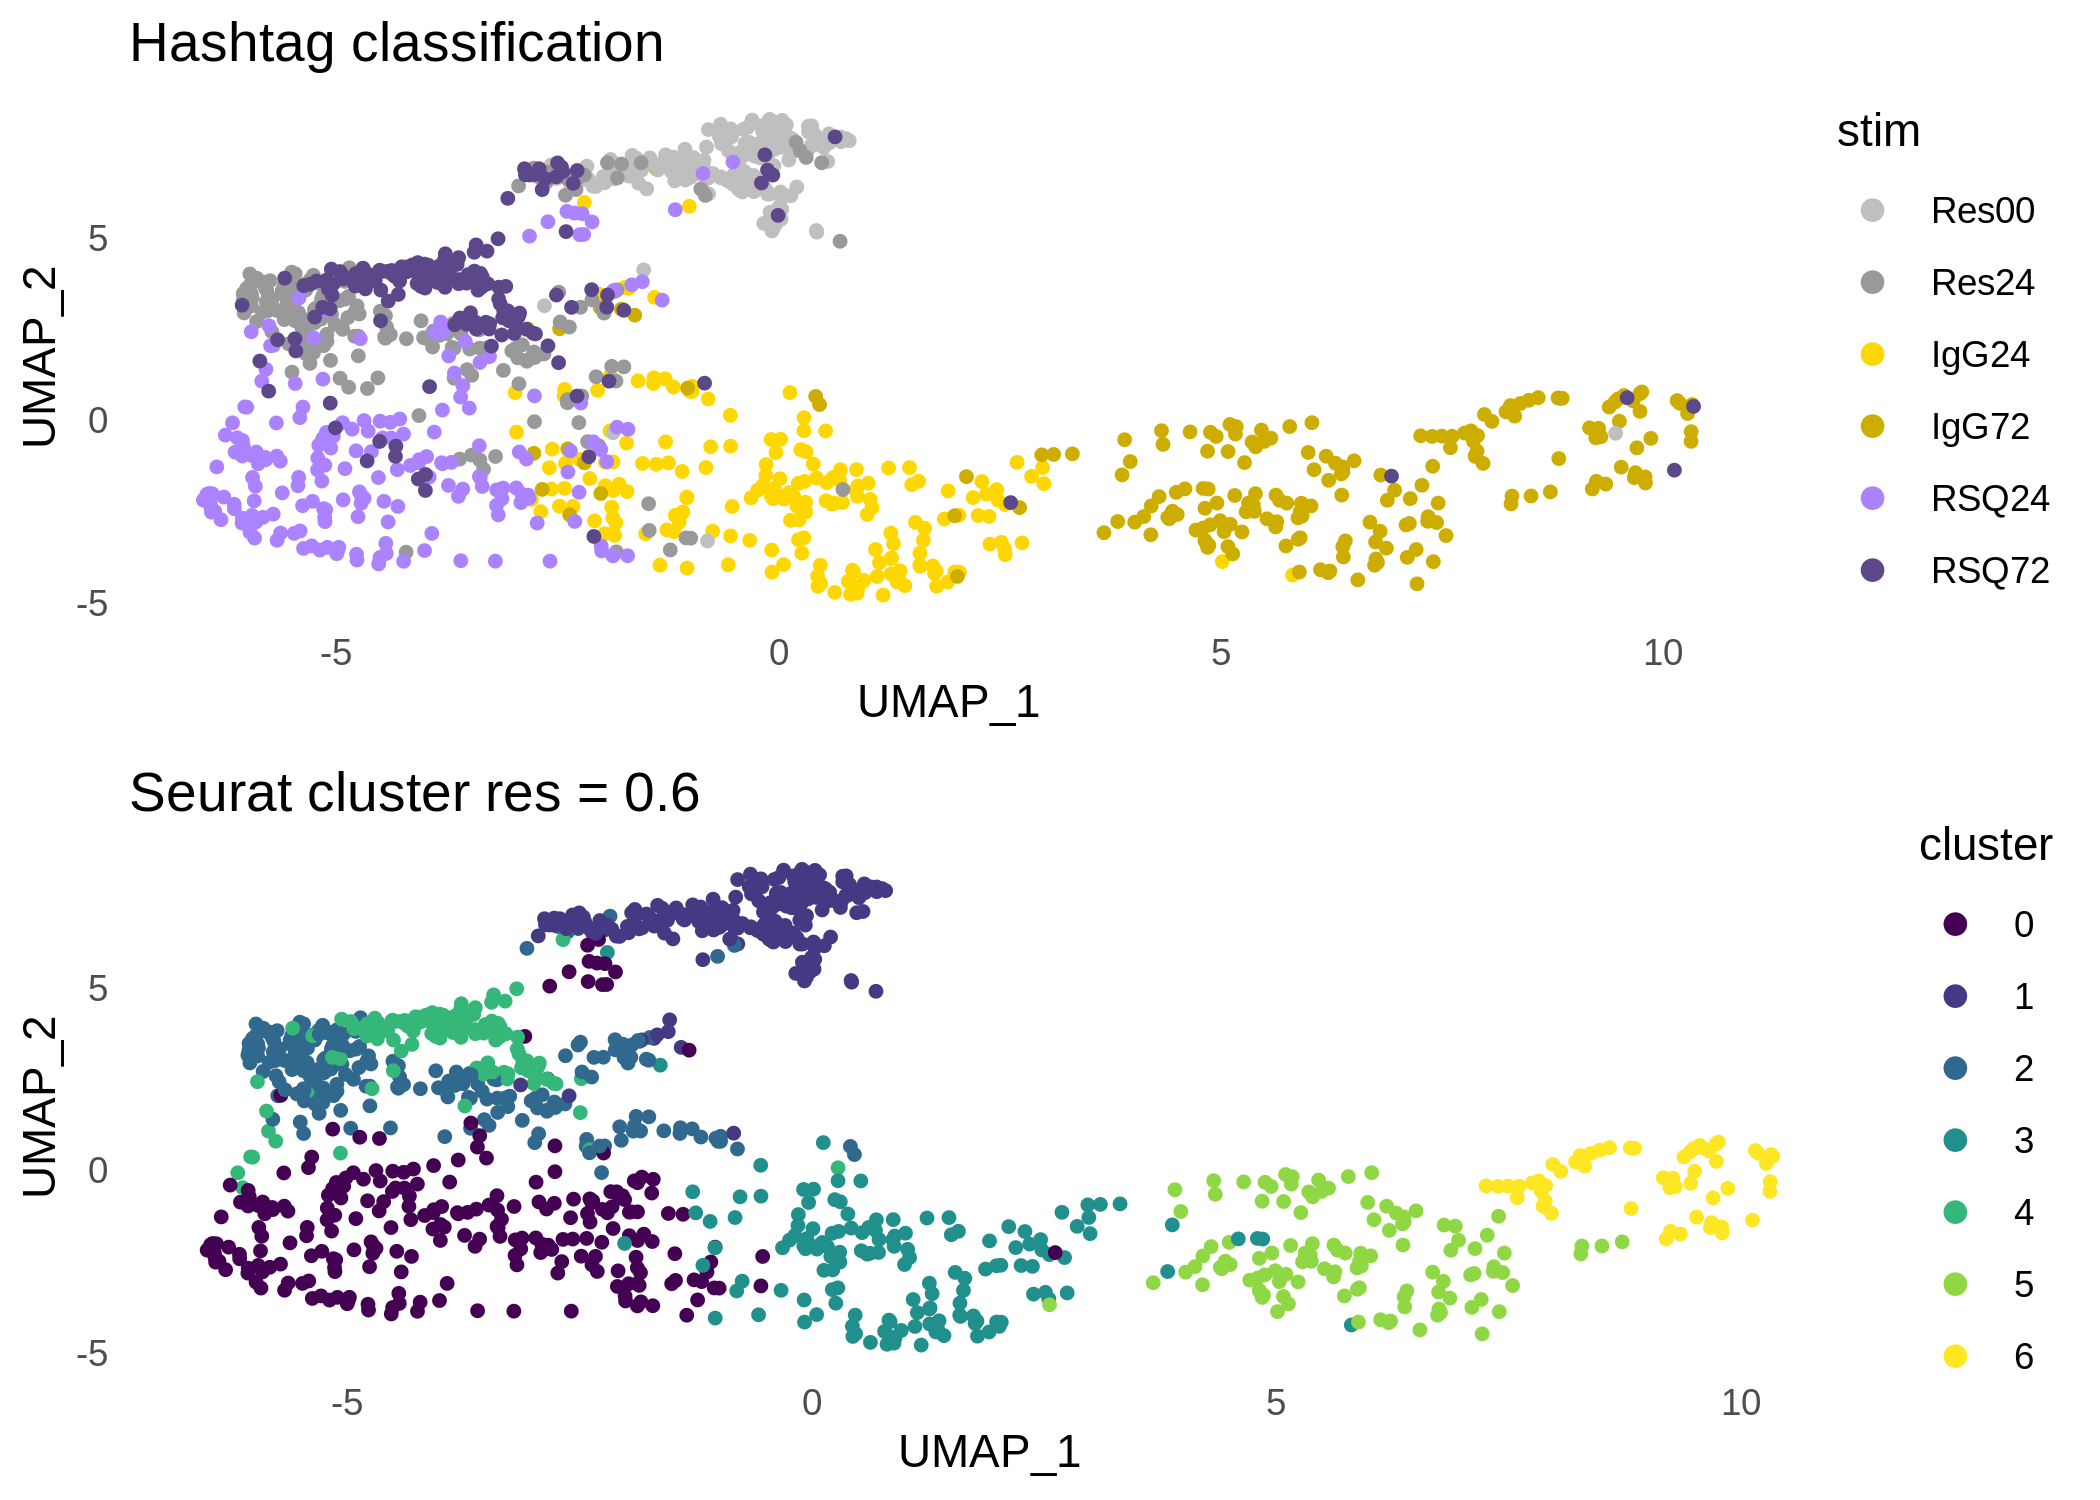 Hashtag classification
UMAP_2
5
0
-5
-5 0 5 10
UMAP_1
stim
Res00
Res24
IgG24
IgG72
RSQ24
RSQ72
Seurat cluster res = 0.6
UMAP_2
5
0
-5
-5 0 5 10
UMAP_1
cluster
0
1
2
3
4
5
6